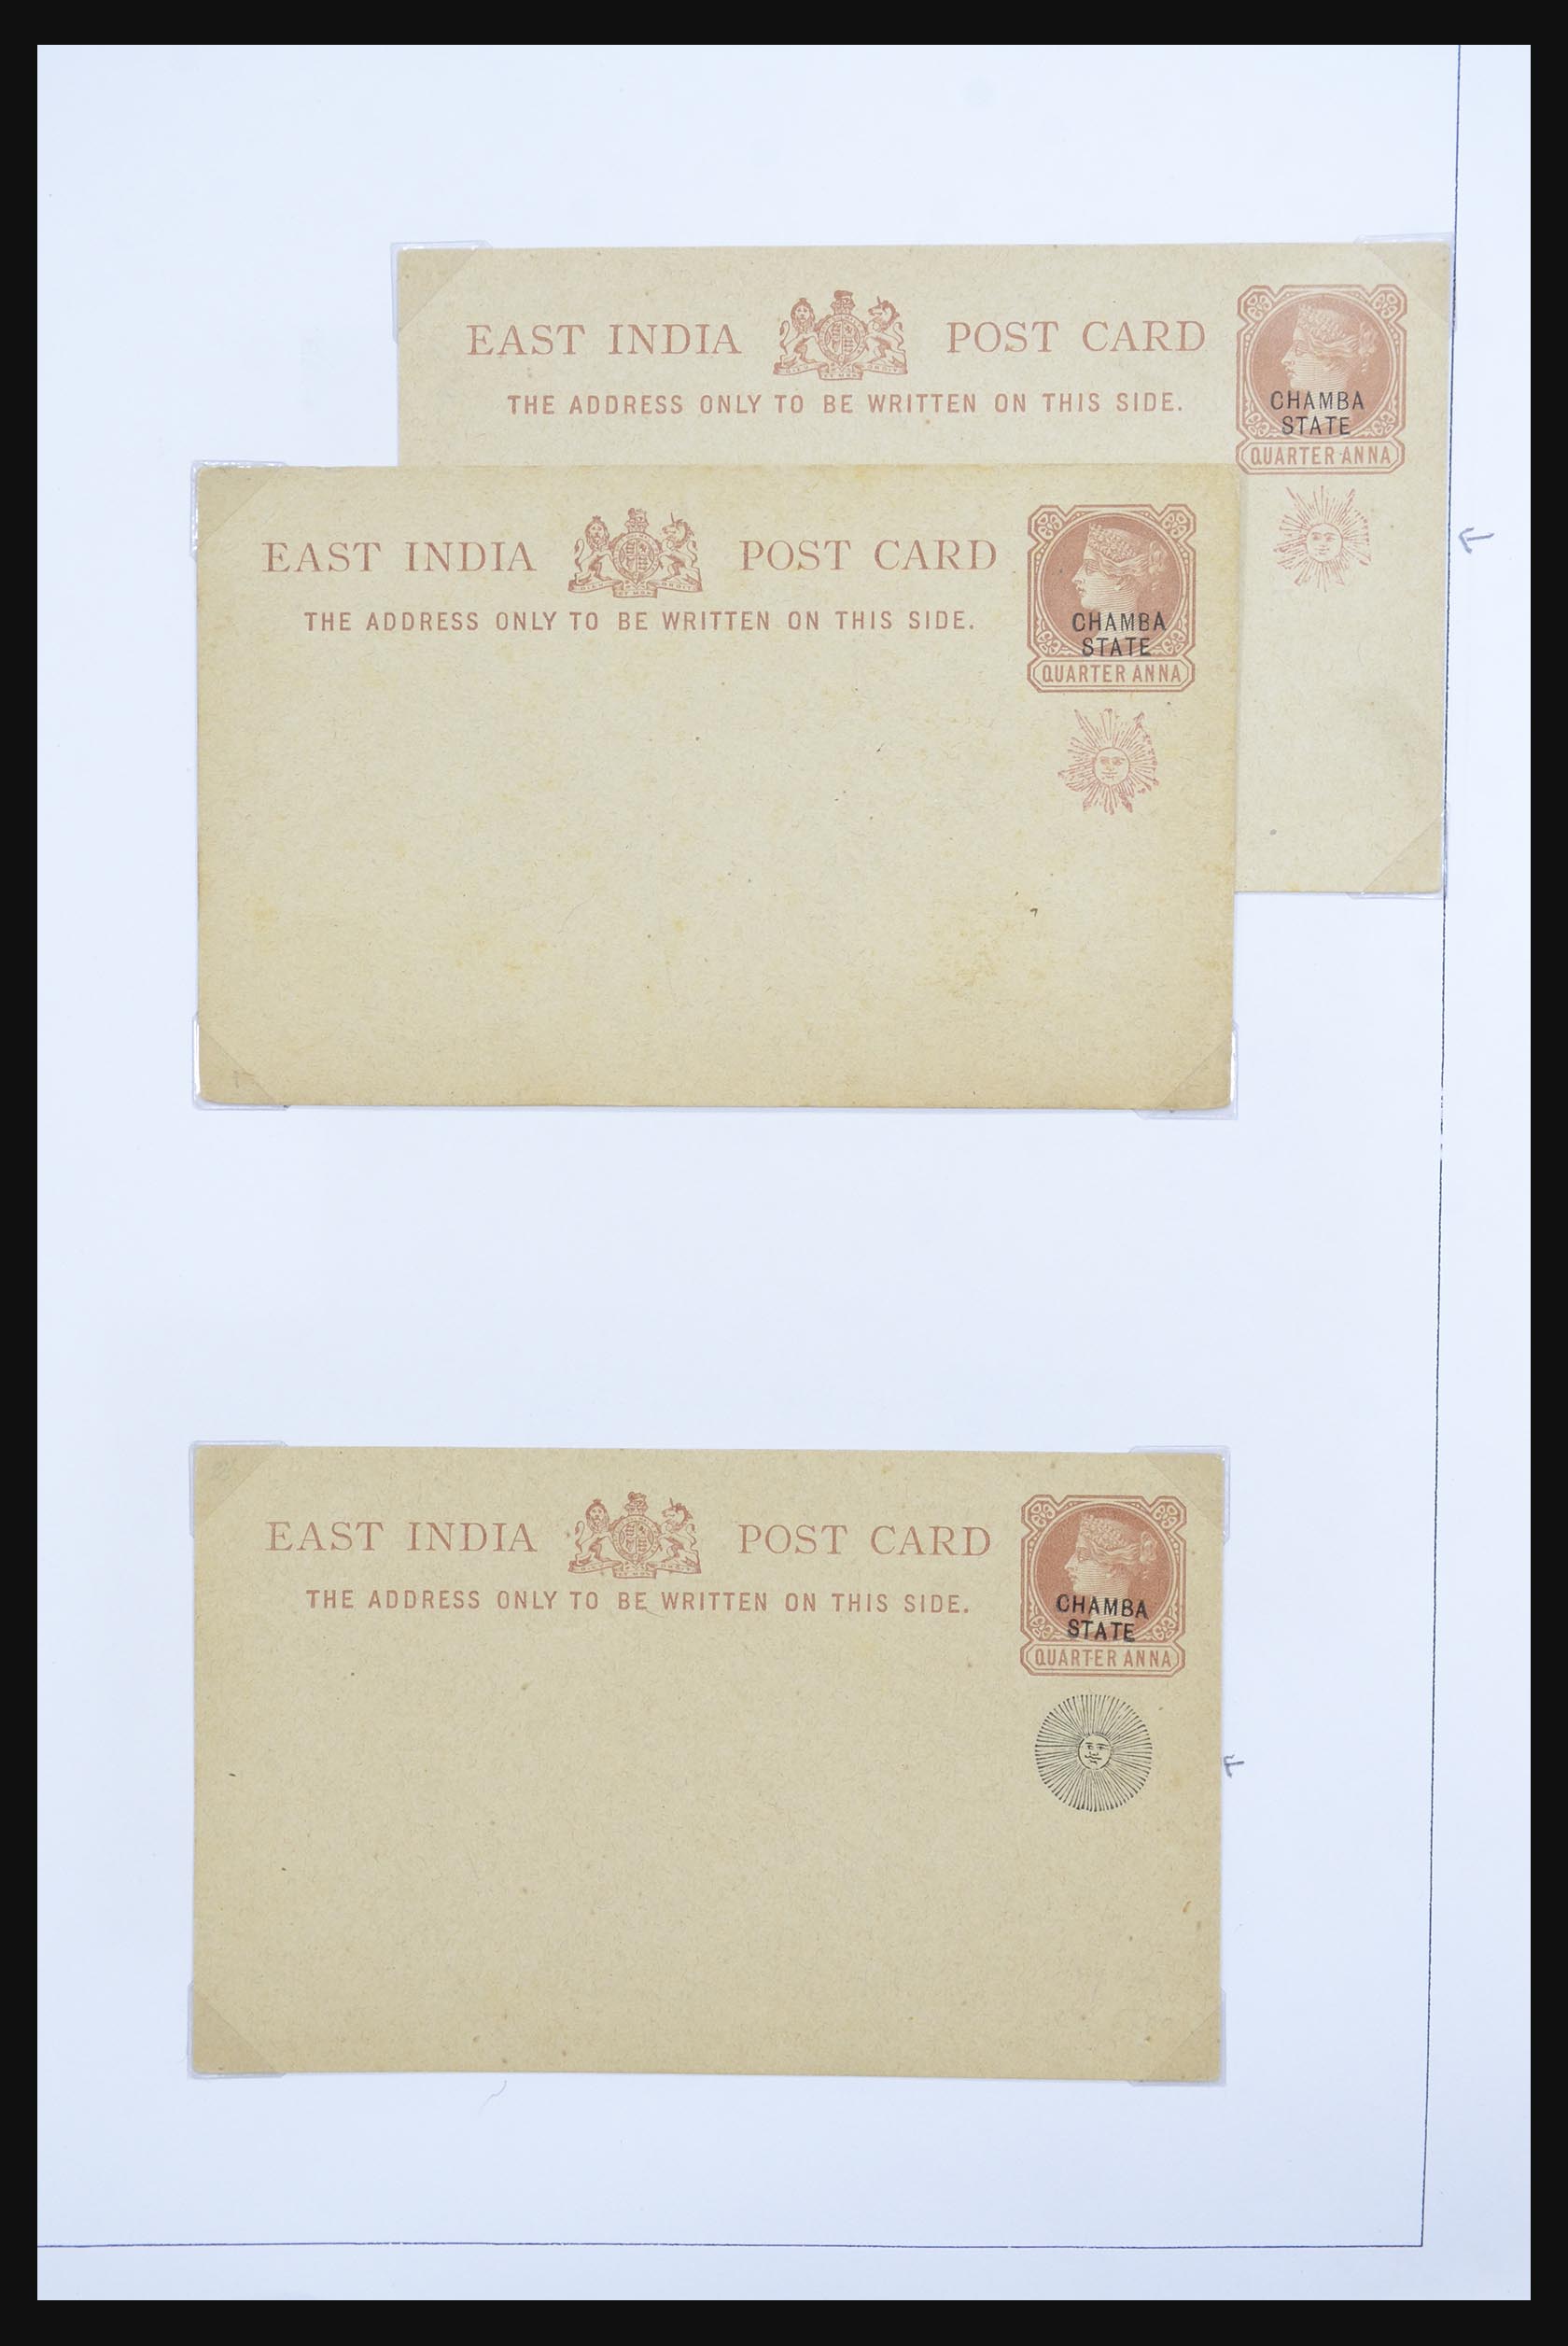 EAST INDIA POST CARD
THE ADDRESS ONLY TO BE WRITTEN ON THIS SIDE.
CHAMBA
STATE
QUARTER ANNA
EAST INDIA POST CARD
THE ADDRESS ONLY TO BE WRITTEN ON THIS SIDE.
CHAMBA
STATE
QUARTER ANNA
EAST INDIA POST CARD
THE ADDRESS ONLY TO BE WRITTEN ON THIS SIDE.
CHAMBA
STATE
QUARTER ANNA